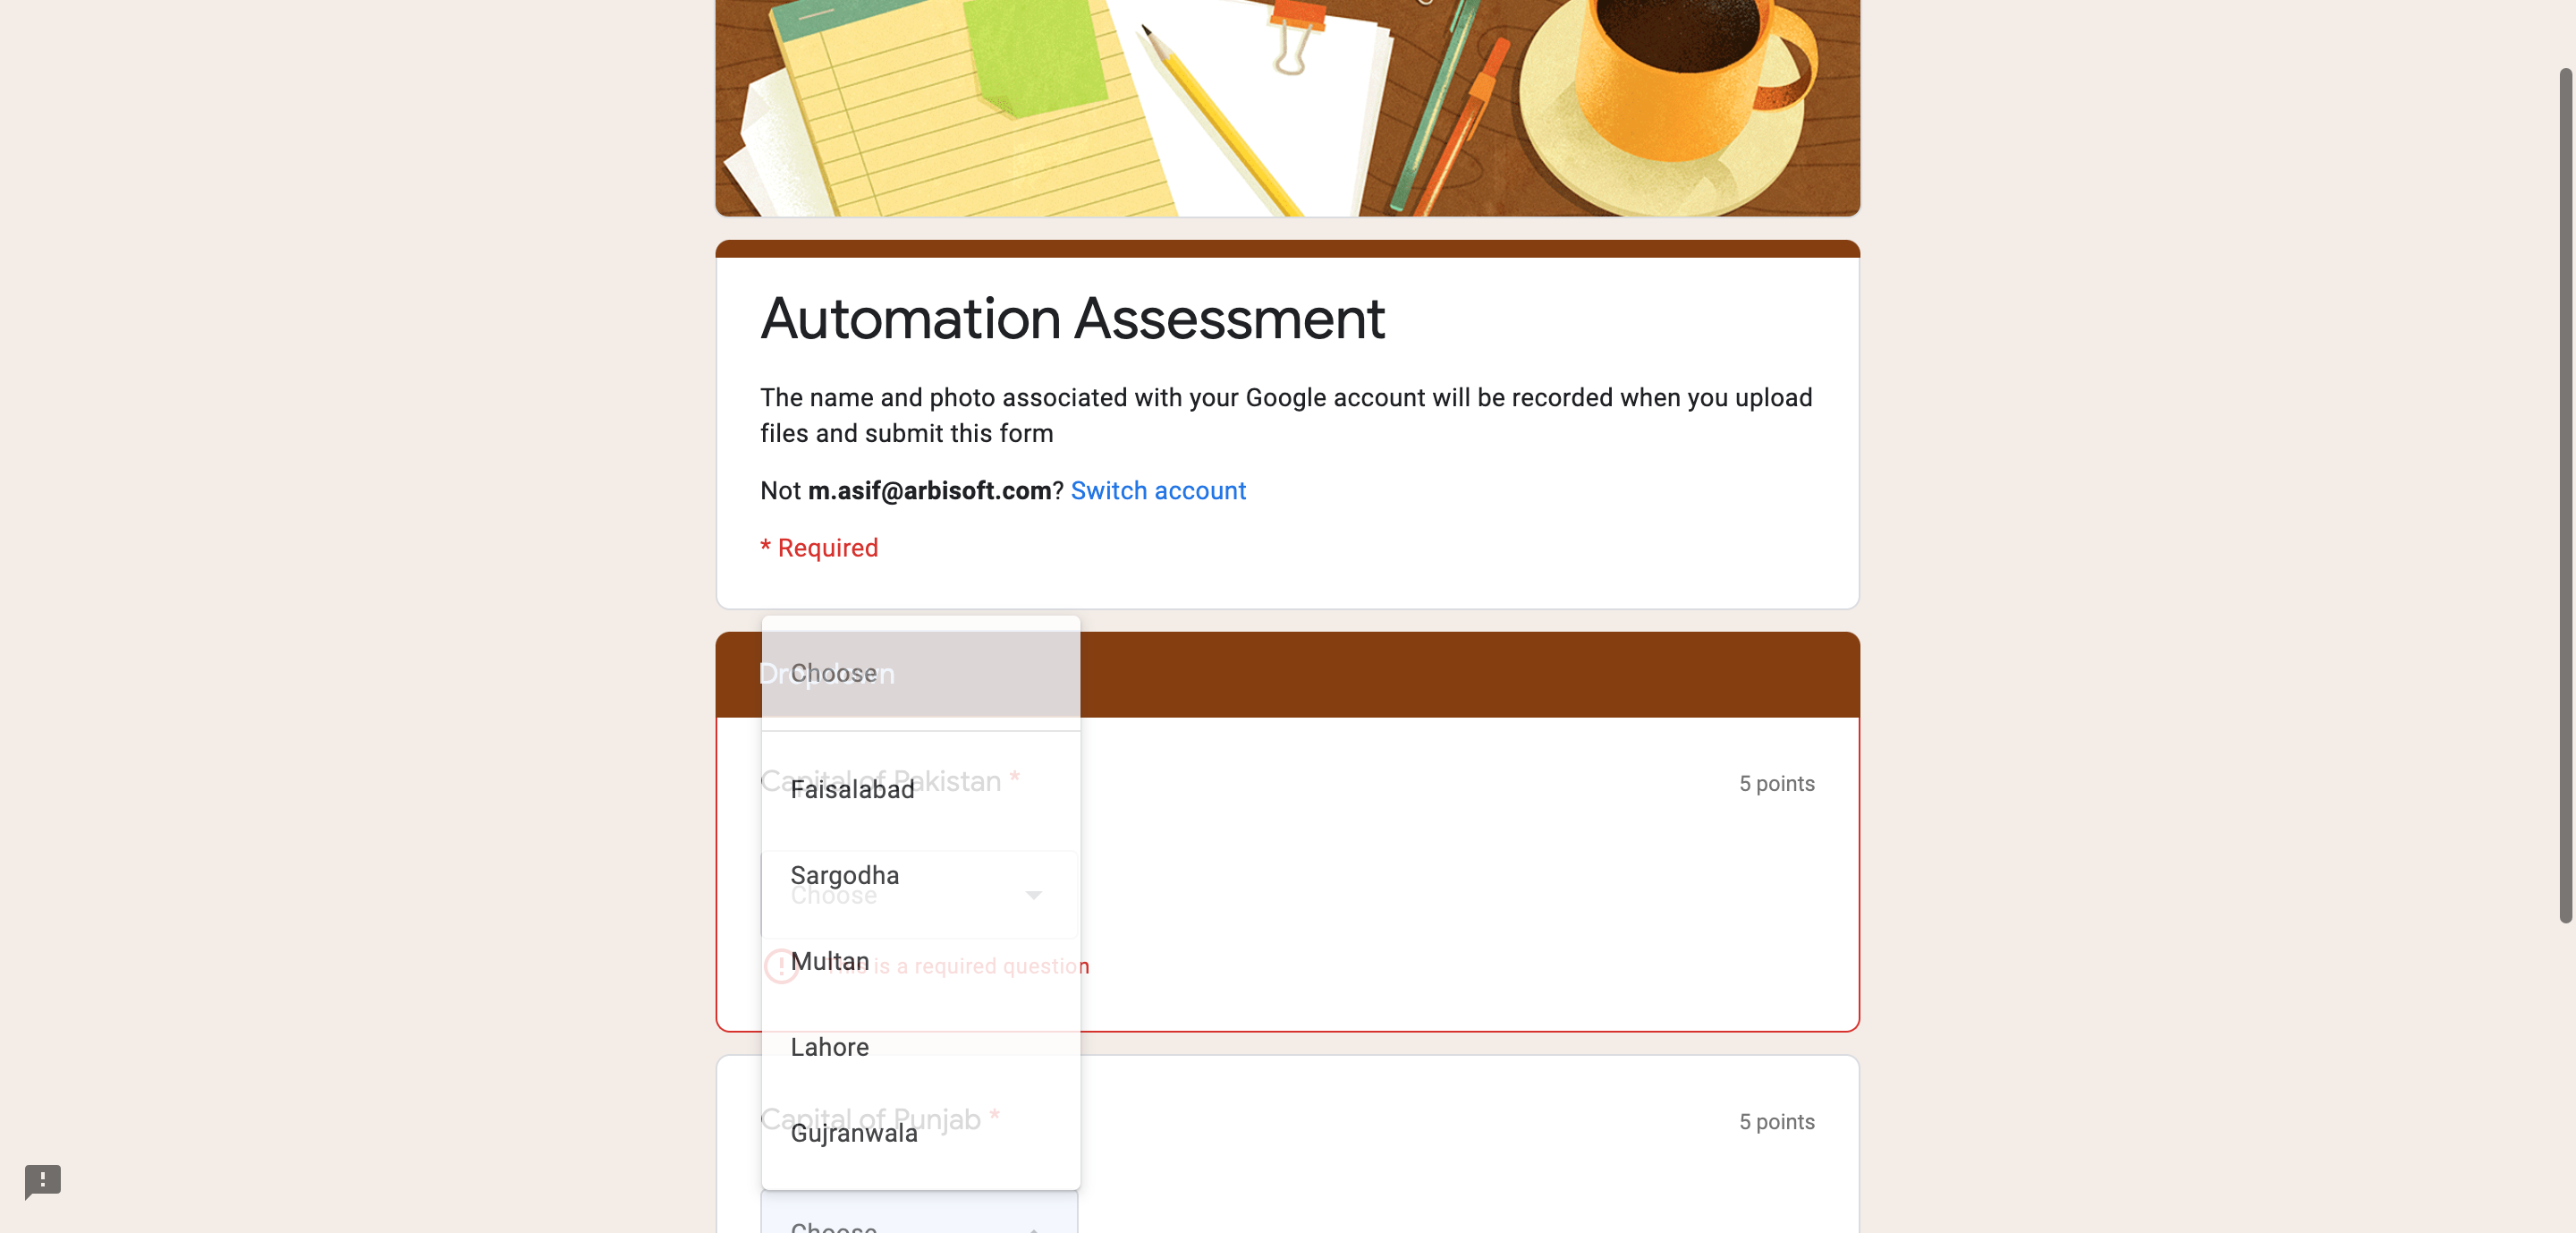 Automation Assessment
The name and photo associated with your Google account will be recorded when you upload
files and submit this form
Not m.asif@arbisoft.com? Switch account
* Required
Dropdown
Choose
Capital of Pakistan *
5 points
Faisalabad
Sargodha
Choose
Multan
This is a required question
Lahore
Capital of Punjab *
5 points
Gujranwala
Choose